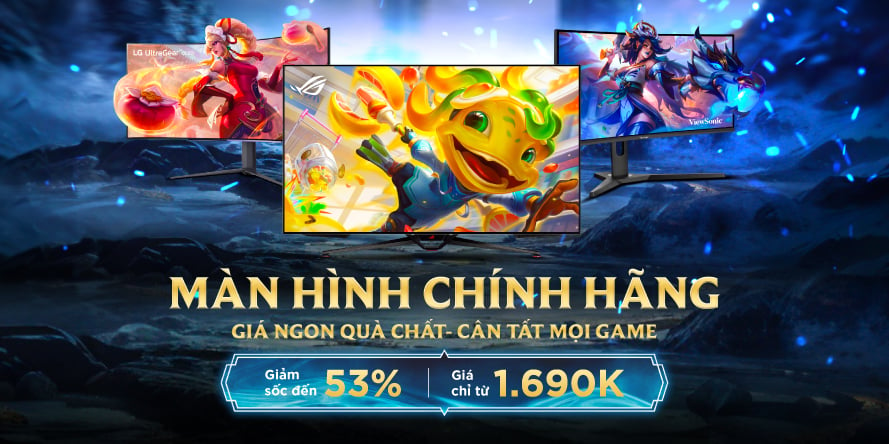 LG UltraGear
ViewSonic
MÀN HÌNH CHÍNH HÃNG
GIÁ NGON QUÀ CHẤT- CÂN TẤT MỌI GAME
Giảm
sốc đến 53%
Giá
chỉ từ 1.690K